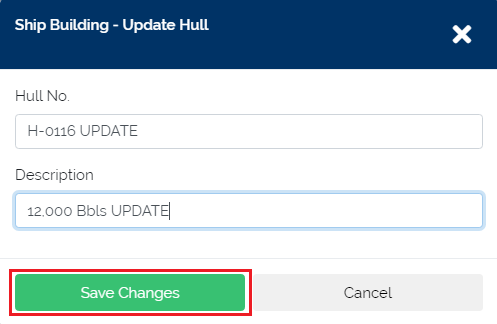 Ship Building - Update Hull
Hull No.
H-0116 UPDATE
Description
12,000 Bbls UPDATE
Save Changes
Cancel